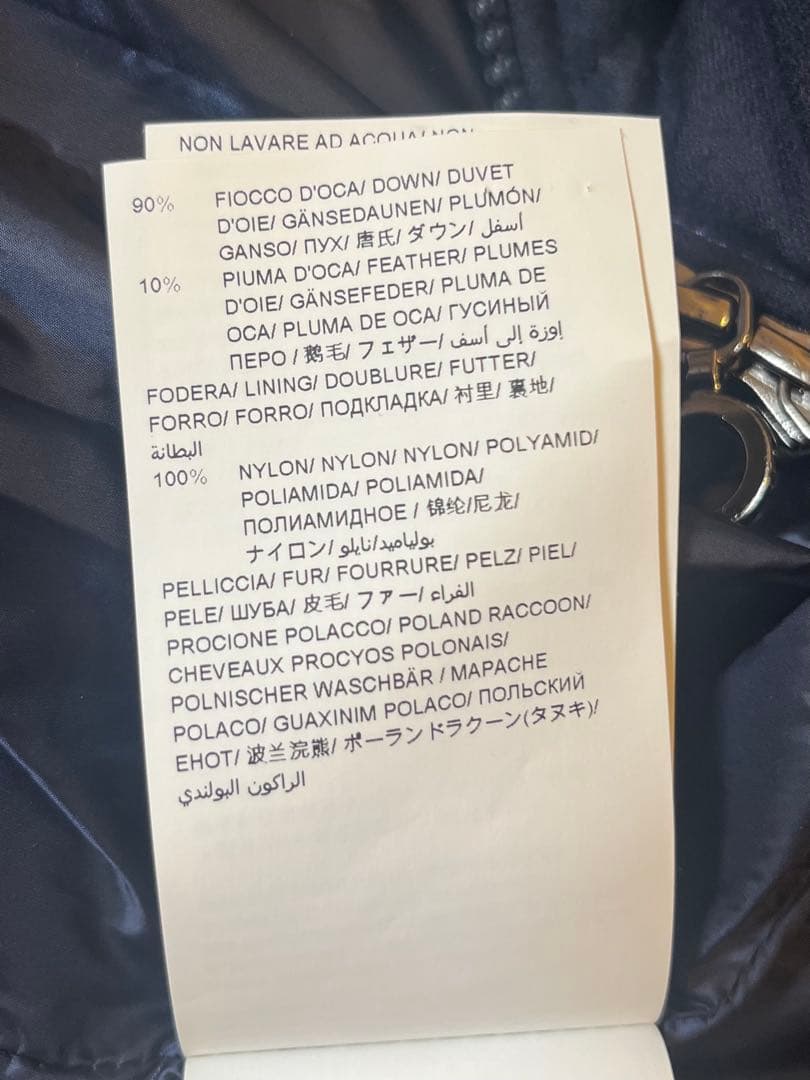 NON LAVARE AD ACQUA/ NON
90% FIOCCO D'OCA/ DOWN/ DUVET
D'OIE/ GÄNSEDAUNEN/ PLUMÓN/
GANSO/ ПУХ/ 唐氏/ ダウン/ أسفل
10% PIUMA D'OCA/ FEATHER/ PLUMES
D'OIE/ GÄNSEFEDER/ PLUMA DE
OCA/ PLUMA DE OCA/ ГУСИНЫЙ
ПЕРО / 鹅毛/ フェザー/ إوزة إلى أسف
FODERA/ LINING/ DOUBLURE/ FUTTER/
FORRO/ FORRO/ ПОДКЛАДКА/ 衬里/ 裏地/
البطانة
100% NYLON/ NYLON/ NYLON/ POLYAMID/
POLIAMIDA/ POLIAMIDA/
ПОЛИАМИДНОЕ / 锦纶/尼龙/
ナイロン/ بولياميد/نايلو
PELLICCIA/ FUR/ FOURRURE/ PELZ/ PIEL/
PELE/ ШУБА/ 皮毛/ ファー/ الفراء
PROCIONE POLACCO/ POLAND RACCOON/
CHEVEAUX PROCYOS POLONAIS/
POLNISCHER WASCHBÄR / MAPACHE
POLACO/ GUAXINIM POLACO/ ПОЛЬСКИЙ
ЕНОТ/ 波兰浣熊/ ポーランドラクーン(タヌキ)/
الراكون البولندي